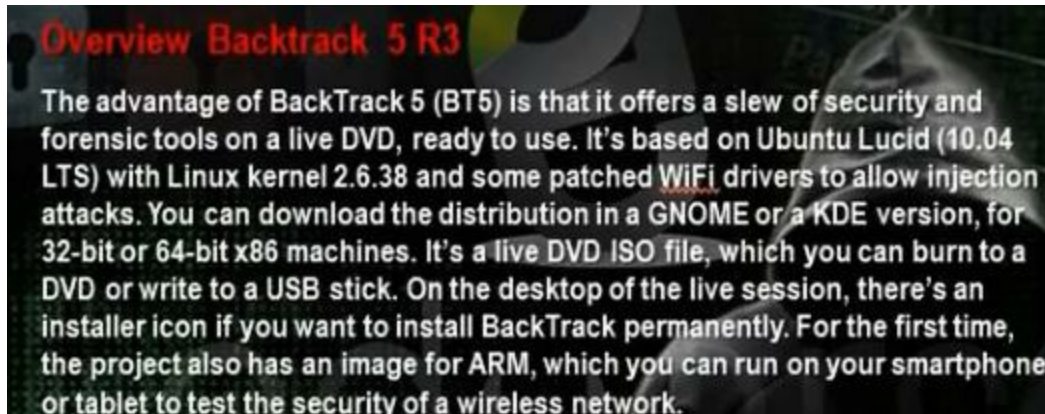 Overview Backtrack 5 R3
The advantage of BackTrack 5 (BT5) is that it offers a slew of security and
forensic tools on a live DVD, ready to use. It's based on Ubuntu Lucid (10.04
LTS) with Linux kernel 2.6.38 and some patched WiFi drivers to allow injection
attacks. You can download the distribution in a GNOME or a KDE version, for
32-bit or 64-bit x86 machines. It's a live DVD ISO file, which you can burn to a
DVD or write to a USB stick. On the desktop of the live session, there's an
installer icon if you want to install BackTrack permanently. For the first time,
the project also has an image for ARM, which you can run on your smartphone
or tablet to test the security of a wireless network.